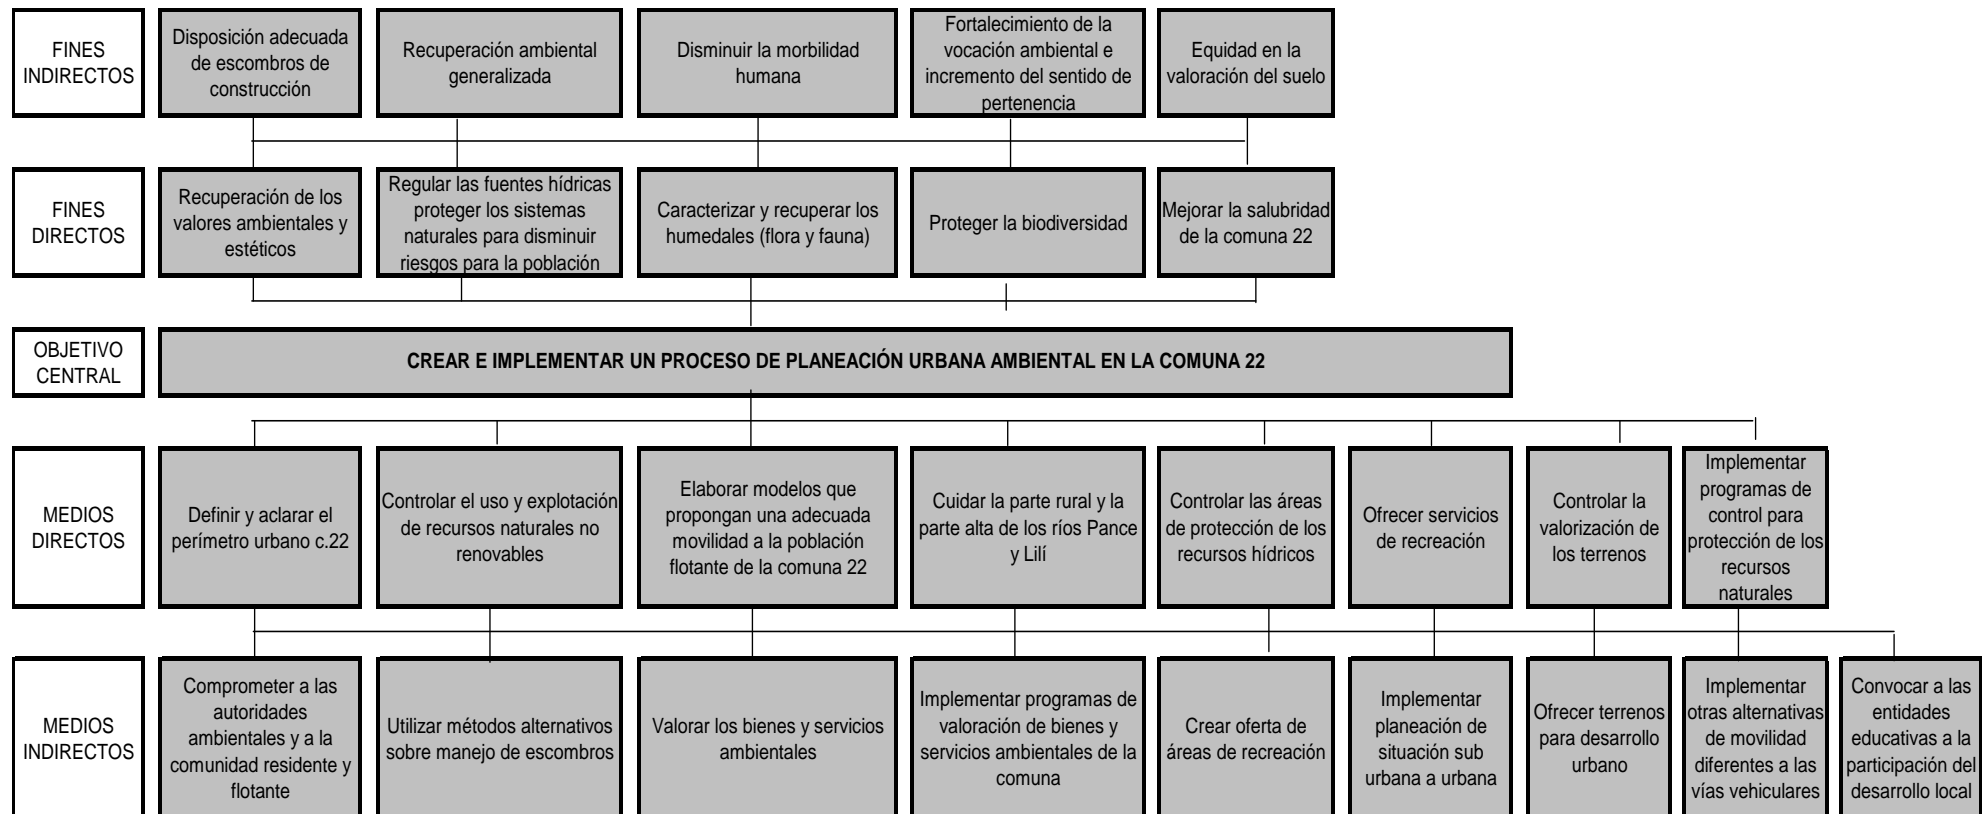 FINES
INDIRECTOS
Disposición adecuada
de escombros de
construcción
Recuperación ambiental
generalizada
Disminuir la morbilidad
humana
Fortalecimiento de la
vocación ambiental e
incremento del sentido de
pertenencia
Equidad en la
valoración del suelo
FINES
DIRECTOS
Recuperación de los
valores ambientales y
estéticos
Regular las fuentes hídricas
proteger los sistemas
naturales para disminuir
riesgos para la población
Caracterizar y recuperar los
humedales (flora y fauna)
Proteger la biodiversidad
Mejorar la salubridad
de la comuna 22
OBJETIVO
CENTRAL
CREAR E IMPLEMENTAR UN PROCESO DE PLANEACIÓN URBANA AMBIENTAL EN LA COMUNA 22
MEDIOS
DIRECTOS
Definir y aclarar el
perímetro urbano c.22
Controlar el uso y explotación
de recursos naturales no
renovables
Elaborar modelos que
propongan una adecuada
movilidad a la población
flotante de la comuna 22
Cuidar la parte rural y la
parte alta de los ríos Pance
y Lilí
Controlar las áreas
de protección de los
recursos hídricos
Ofrecer servicios
de recreación
Controlar la
valorización de
los terrenos
Implementar
programas de
control para
protección de los
recursos
naturales
MEDIOS
INDIRECTOS
Comprometer a las
autoridades
ambientales y a la
comunidad residente y
flotante
Utilizar métodos alternativos
sobre manejo de escombros
Valorar los bienes y servicios
ambientales
Implementar programas de
valoración de bienes y
servicios ambientales de la
comuna
Crear oferta de
áreas de recreación
Implementar
planeación de
situación sub
urbana a urbana
Ofrecer terrenos
para desarrollo
urbano
Implementar
otras alternativas
de movilidad
diferentes a las
vías vehiculares
Convocar a las
entidades
educativas a la
participación del
desarrollo local